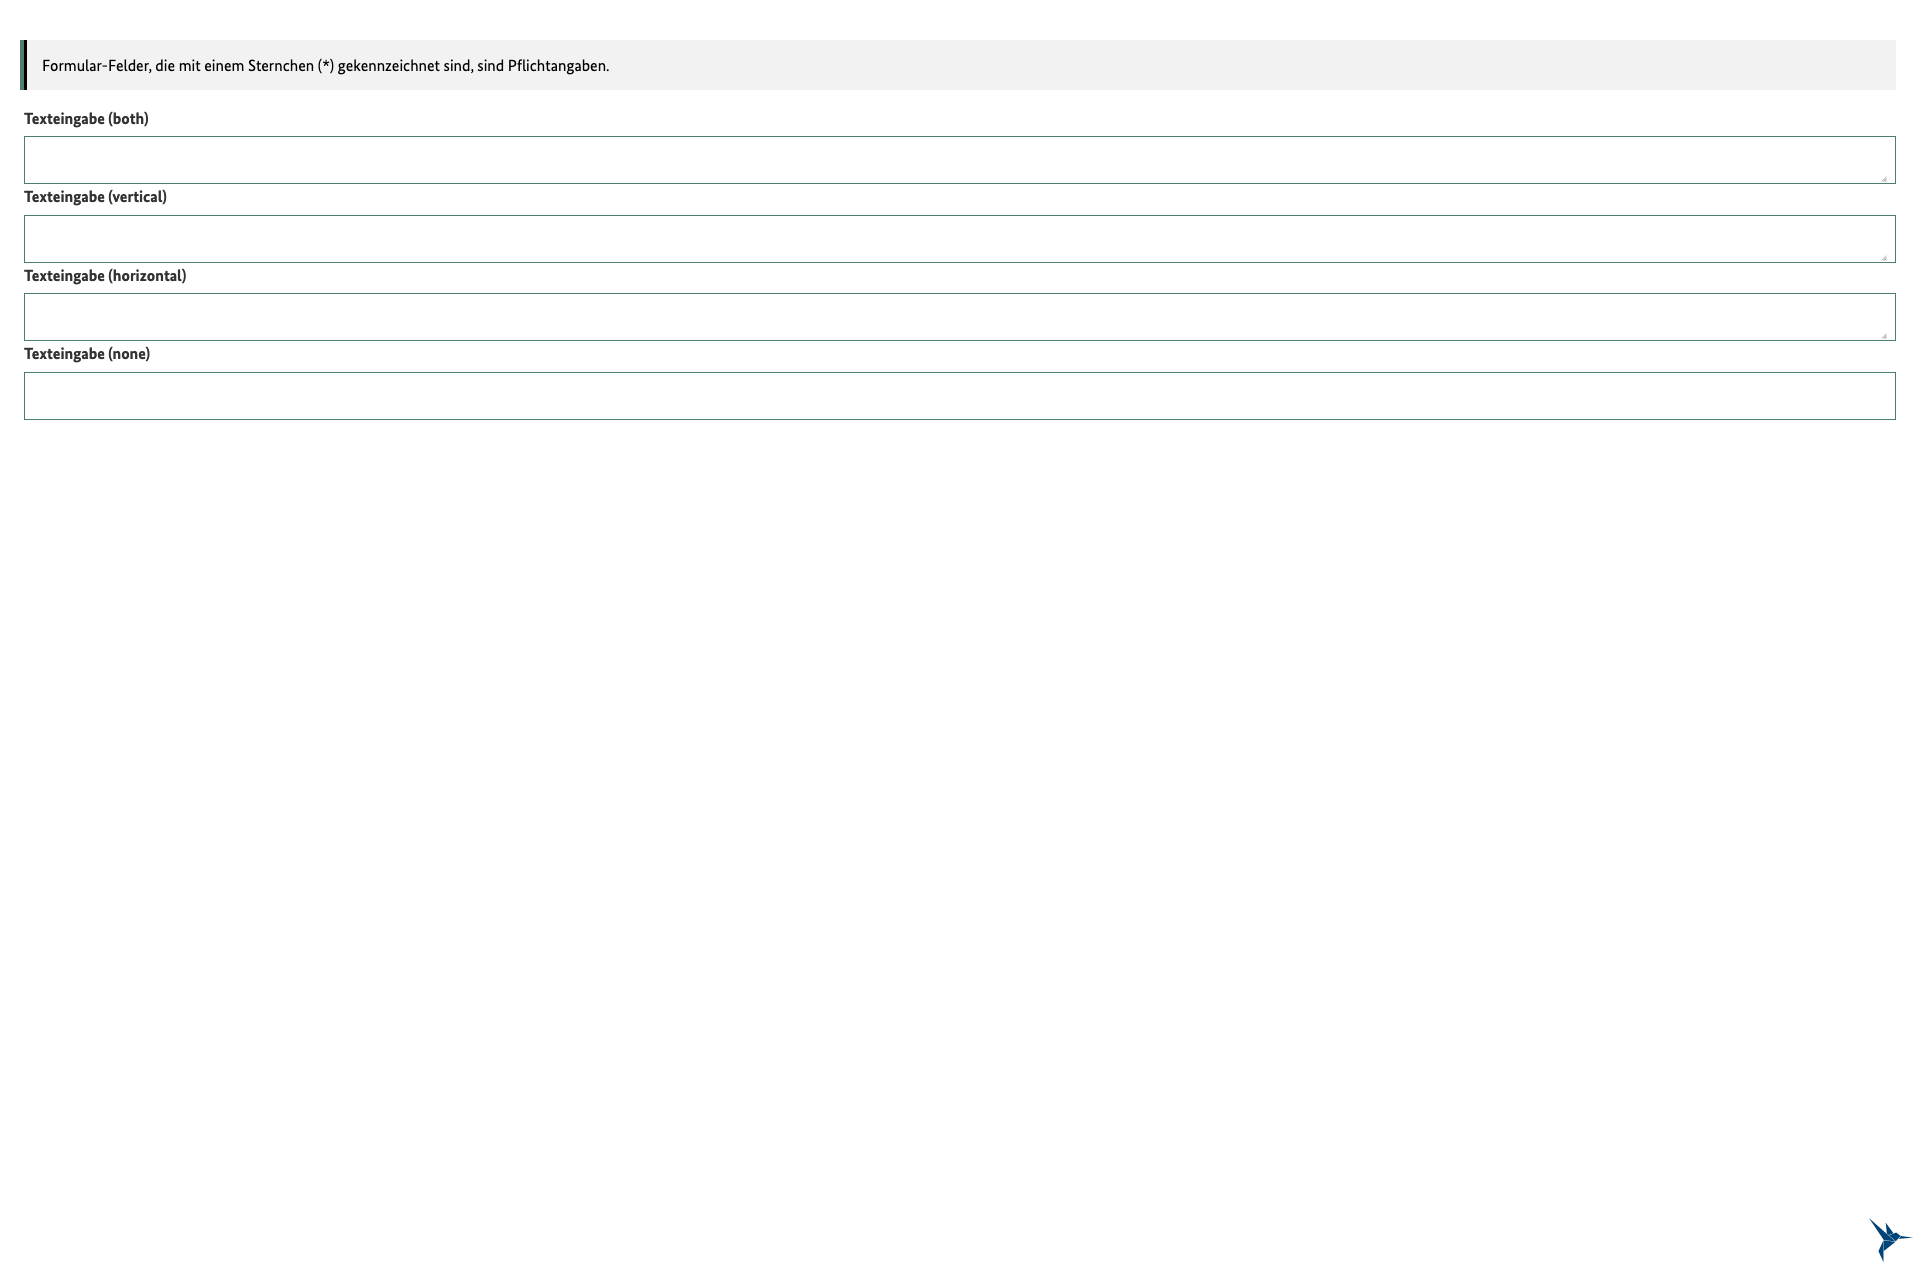 Formular-Felder, die mit einem Sternchen (*) gekennzeichnet sind, sind Pflichtangaben.
Texteingabe (both)
Texteingabe (vertical)
Texteingabe (horizontal)
Texteingabe (none)